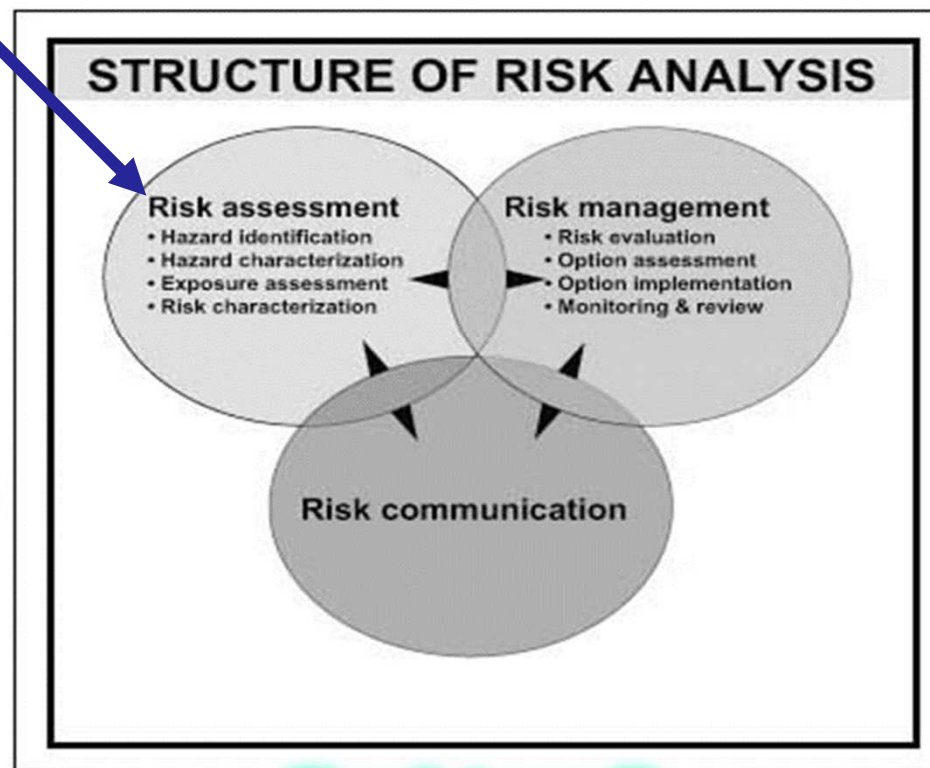 STRUCTURE OF RISK ANALYSIS
Risk assessment
• Hazard identification
• Hazard characterization
• Exposure assessment
• Risk characterization
Risk management
• Risk evaluation
• Option assessment
• Option implementation
• Monitoring & review
Risk communication